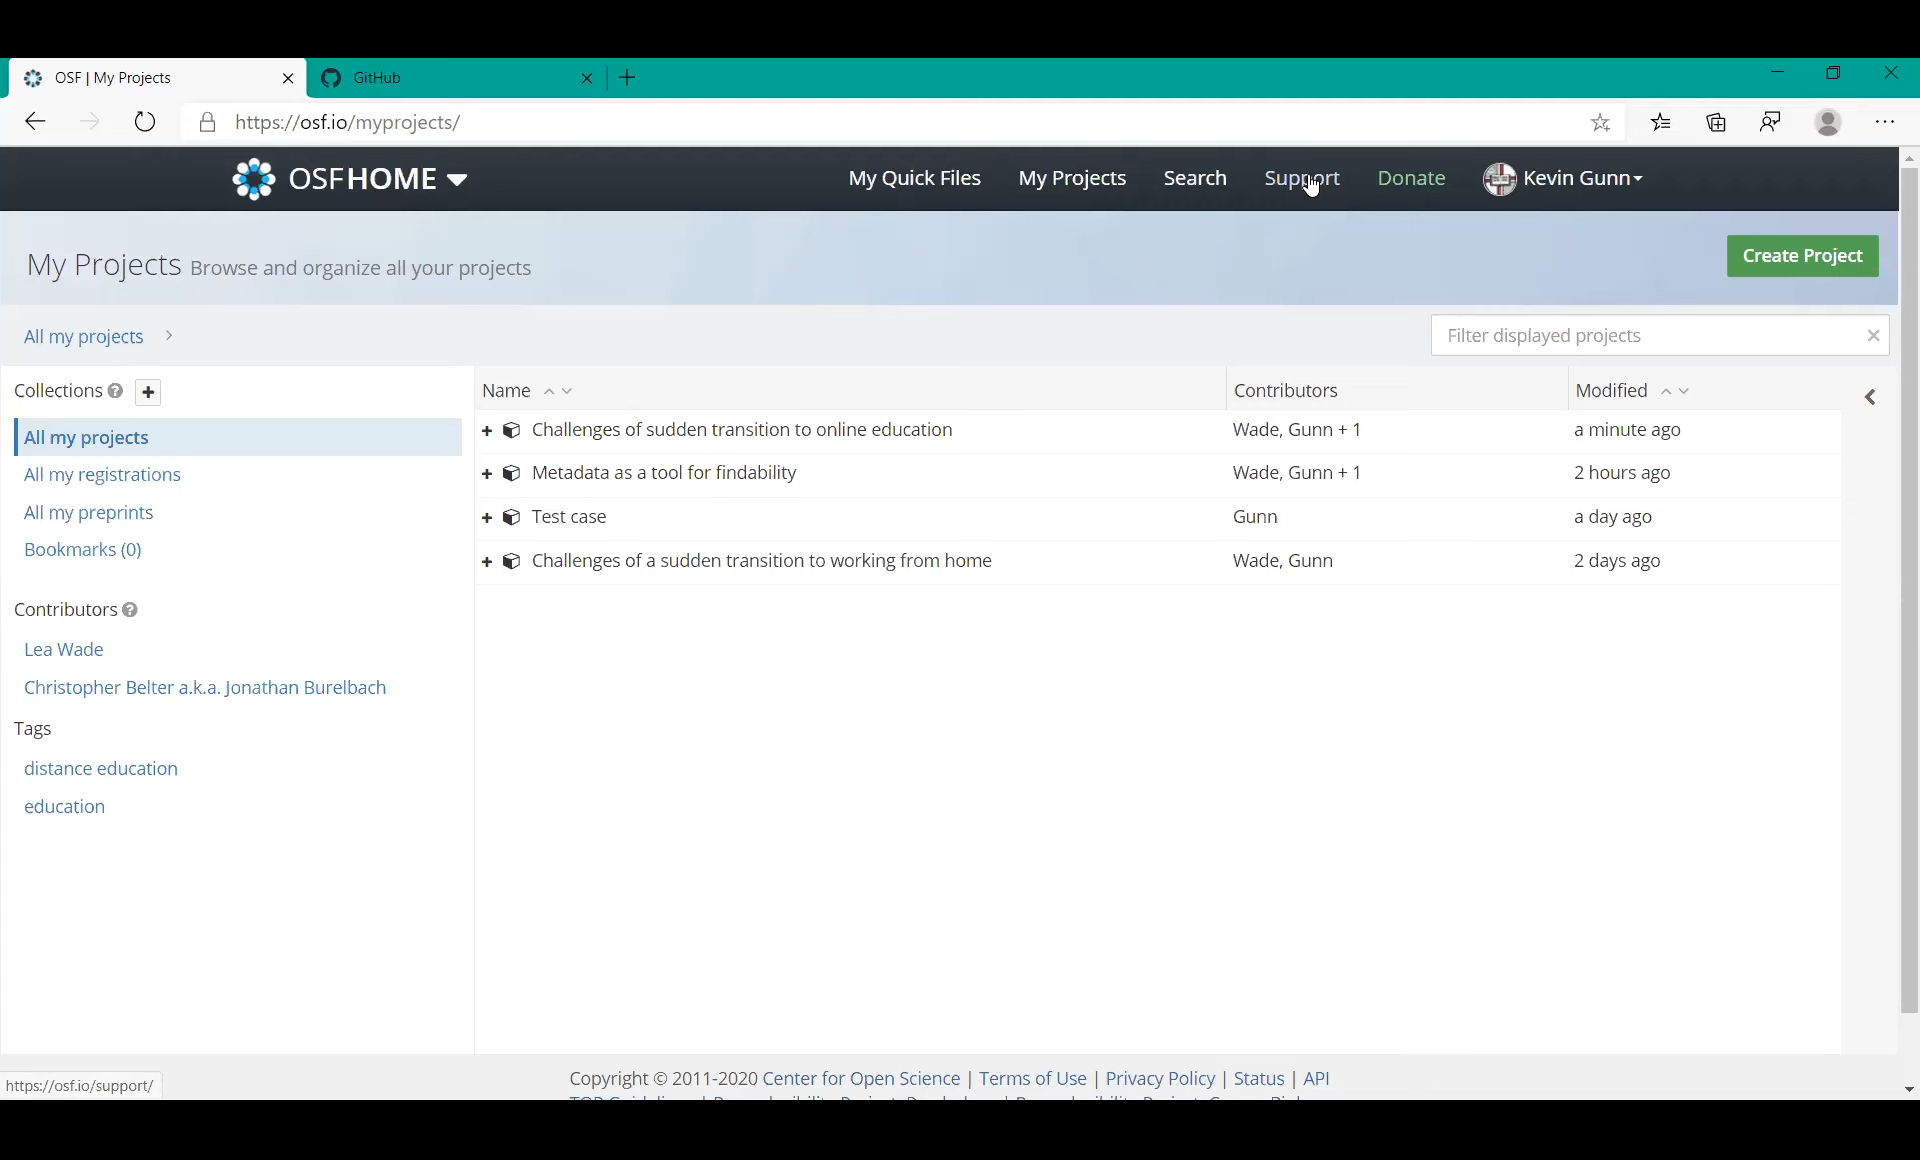 OSF | My Projects
GitHub
https://osf.io/myprojects/
OSFHOME
My Quick Files
My Projects
Search
Support
Donate
Kevin Gunn
My Projects Browse and organize all your projects
Create Project
All my projects
Filter displayed projects
Collections
All my projects
All my registrations
All my preprints
Bookmarks (0)
Contributors
Lea Wade
Christopher Belter a.k.a. Jonathan Burelbach
Tags
distance education
education
Name Contributors Modified
Challenges of sudden transition to online education Wade, Gunn + 1 a minute ago
Metadata as a tool for findability Wade, Gunn + 1 2 hours ago
Test case Gunn a day ago
Challenges of a sudden transition to working from home Wade, Gunn 2 days ago
Copyright © 2011-2020 Center for Open Science | Terms of Use | Privacy Policy | Status | API
https://osf.io/support/